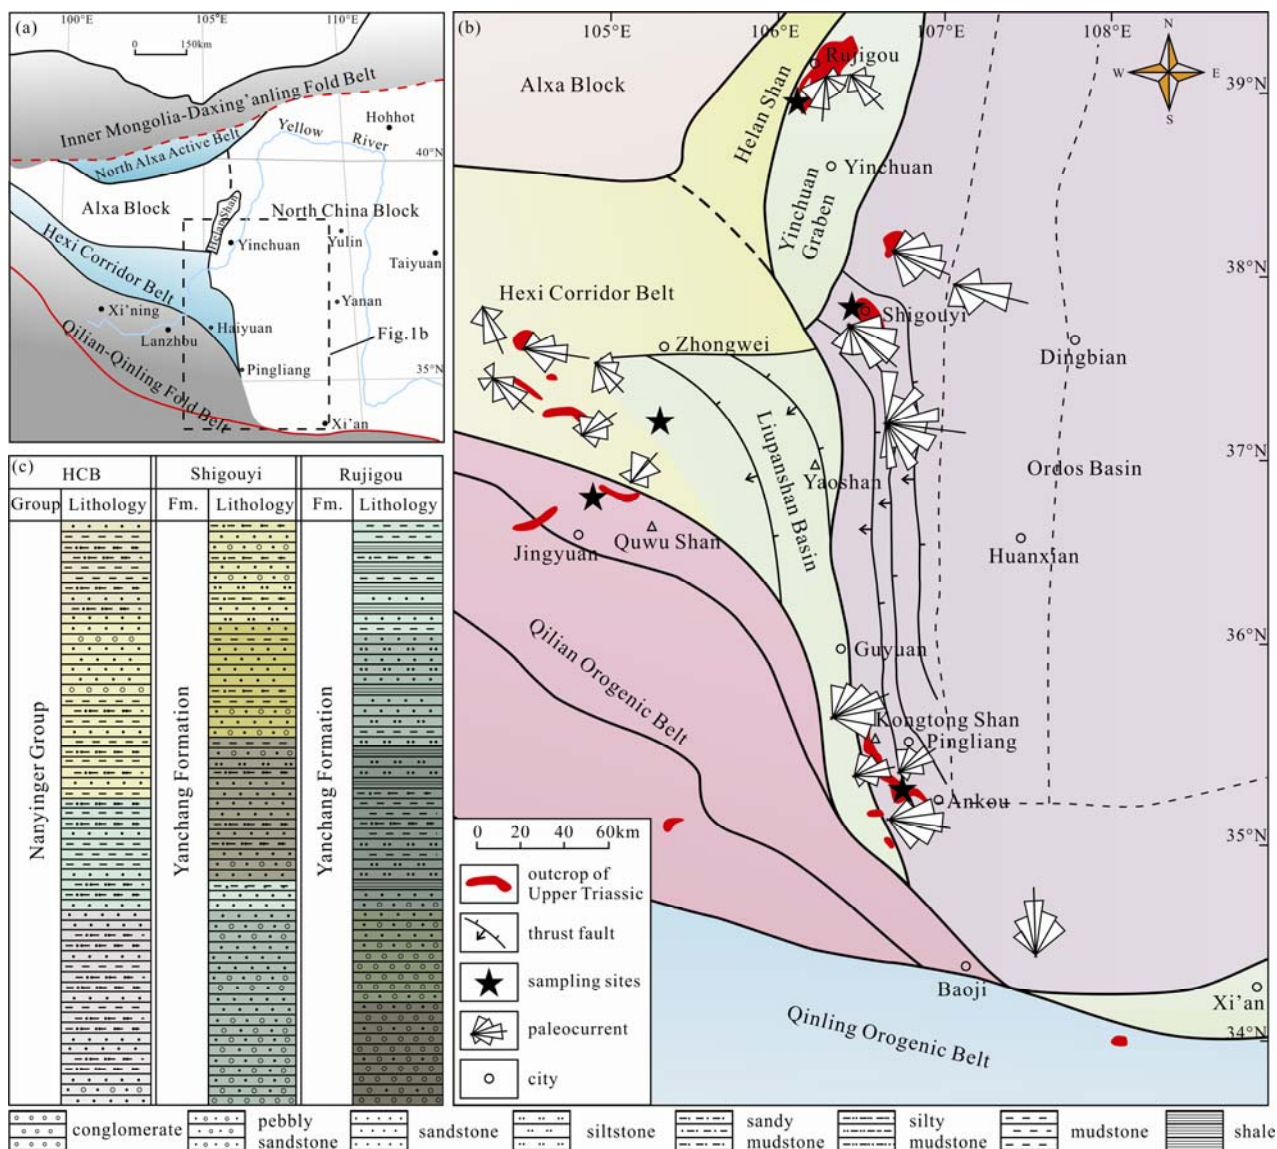 (a)
100°E
105°E
110°E
0
150km
Inner Mongolia-Daxing'anling Fold Belt
North Alxa Active Belt
Yellow
River
Hohhot
40°N
Alxa Block
Helan Shan
North China Block
Hexi Corridor Belt
Yinchuan
Yulin
Taiyuan
Xi'ning
Lanzhou
Haiyuan
Yanan
Fig.1b
Qilian-Qinling Fold Belt
Pingliang
35°N
Xi'an
(b)
105°E
106°E
107°E
108°E
N
W
E
S
39°N
38°N
37°N
36°N
35°N
34°N
Alxa Block
Helan Shan
Rujigou
Yinchuan
Yinchuan
Graben
Hexi Corridor Belt
Zhongwei
Shigouyi
Dingbian
Liupanshan Basin
Yaoshan
Ordos Basin
Jingyuan
Quwu Shan
Huanxian
Qilian Orogenic Belt
Guyuan
Kongtong Shan
Pingliang
Ankou
Baoji
Xi'an
Qinling Orogenic Belt
0 20 40 60km
outcrop of
Upper Triassic
thrust fault
sampling sites
paleocurrent
city
(c)
HCB
Shigouyi
Rujigou
Group
Lithology
Fm.
Lithology
Fm.
Lithology
Nanyinger Group
Yanchang Formation
Yanchang Formation
conglomerate
pebbly
sandstone
sandstone
siltstone
sandy
mudstone
silty
mudstone
mudstone
shale